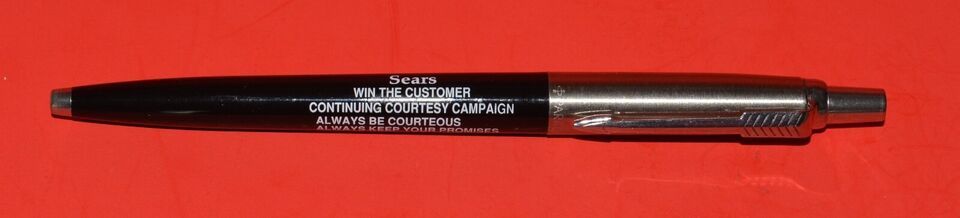 Sears
WIN THE CUSTOMER
CONTINUING COURTESY CAMPAIGN
ALWAYS BE COURTEOUS
ALWAYS KEEP YOUR PROMISES